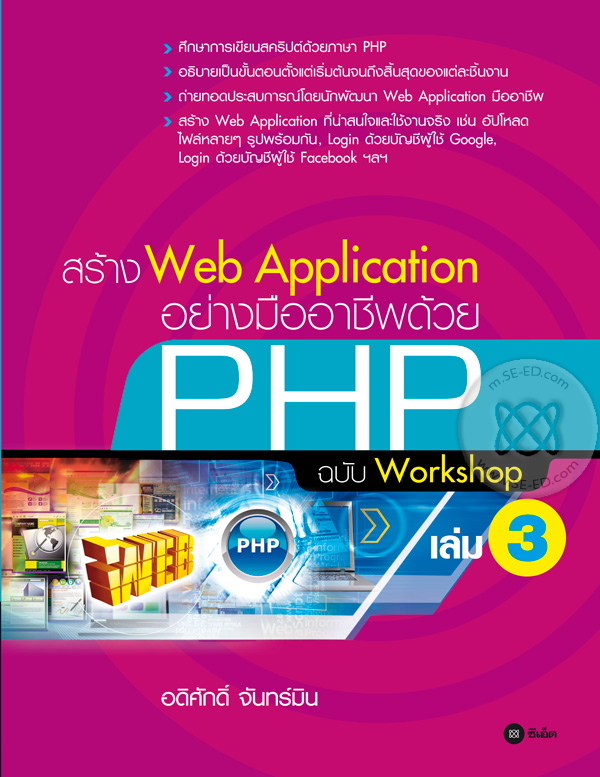 ศึกษาการเขียนสคริปต์ด้วยภาษา PHP
อธิบายเป็นขั้นตอนตั้งแต่เริ่มต้นจนถึงสิ้นสุดของแต่ละชิ้นงาน
ถ่ายทอดประสบการณ์โดยนักพัฒนา Web Application มืออาชีพ
สร้าง Web Application ที่น่าสนใจและใช้งานจริง เช่น อัปโหลด
ไฟล์หลายๆ รูปพร้อมกัน, Login ด้วยบัญชีผู้ใช้ Google,
Login ด้วยบัญชีผู้ใช้ Facebook ฯลฯ
สร้าง Web Application
อย่างมืออาชีพด้วย
PHP
m.SE-ED.com
m.SE-ED.com
ฉบับ Workshop
WEB
PHP
เล่ม 3
อดิศักดิ์ จันทร์มิน
ซีเอ็ด